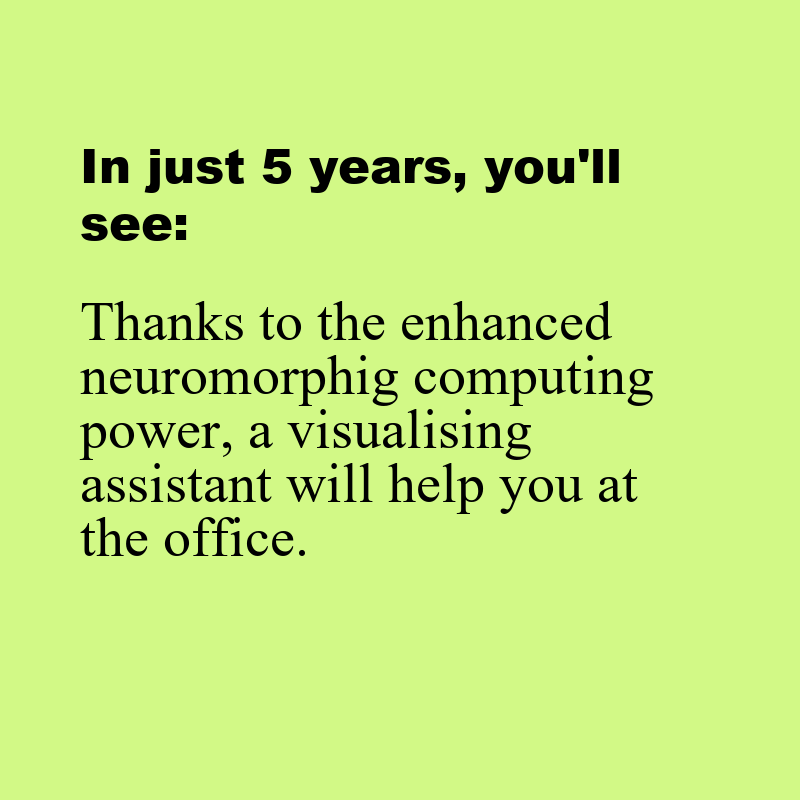 In just 5 years, you'll
see:
Thanks to the enhanced
neuromorphig computing
power, a visualising
assistant will help you at
the office.